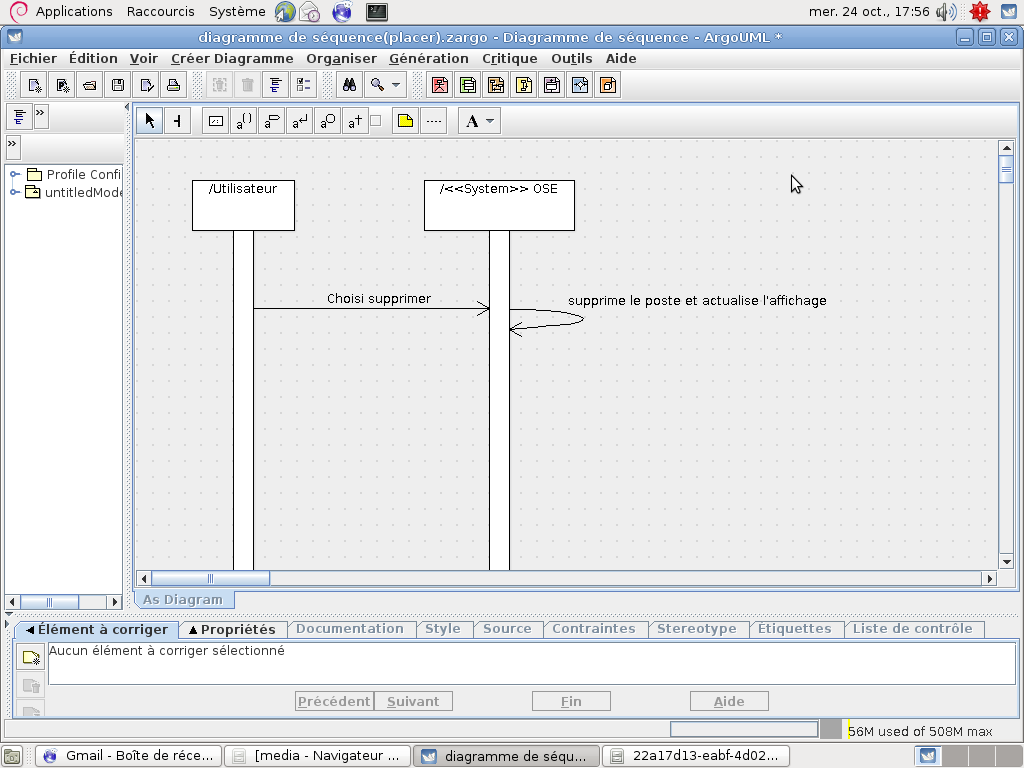 Applications Raccourcis Système mer. 24 oct., 17:56
diagramme de séquence(placer).zargo - Diagramme de séquence - ArgoUML *
Fichier Édition Voir Créer Diagramme Organiser Génération Critique Outils Aide
» a() a a a a† A
»
Profile Confi
untitledMode
/Utilisateur /<<System>> OSE
Choisi supprimer supprime le poste et actualise l'affichage
As Diagram
Élément à corriger Propriétés Documentation Style Source Contraintes Stereotype Étiquettes Liste de contrôle
Aucun élément à corriger sélectionné
Précédent Suivant Fin Aide
56M used of 508M max
Gmail - Boîte de réce... [media - Navigateur ... diagramme de séqu... 22a17d13-eabf-4d02...